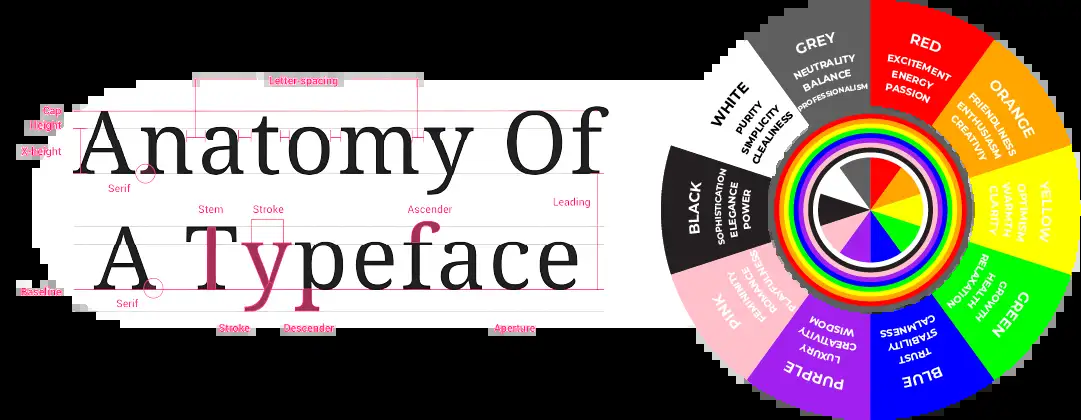 Letter-spacing
Cap
Height
X-height
Anatomy Of
Serif
Leading
Stem
Stroke
Ascender
A Typeface
Baseline
Serif
Stroke
Descender
Aperture
GREY
NEUTRALITY
BALANCE
PROFESSIONALISM
RED
EXCITEMENT
ENERGY
PASSION
ORANGE
FRIENDLINESS
ENTHUSIASM
CREATIVIY
YELLOW
OPTIMISM
WARMTH
CLARITY
GREEN
GROWTH
HEALTH
RELAXATION
BLUE
TRUST
STABILITY
CALMNESS
PURPLE
LUXURY
CREATIVITY
WISDOM
PINK
FEMININITY
ROMANCE
PLAYFULNESS
BLACK
SOPHISTICATION
ELEGANCE
POWER
WHITE
PURITY
SIMPLICITY
CLEALINESS